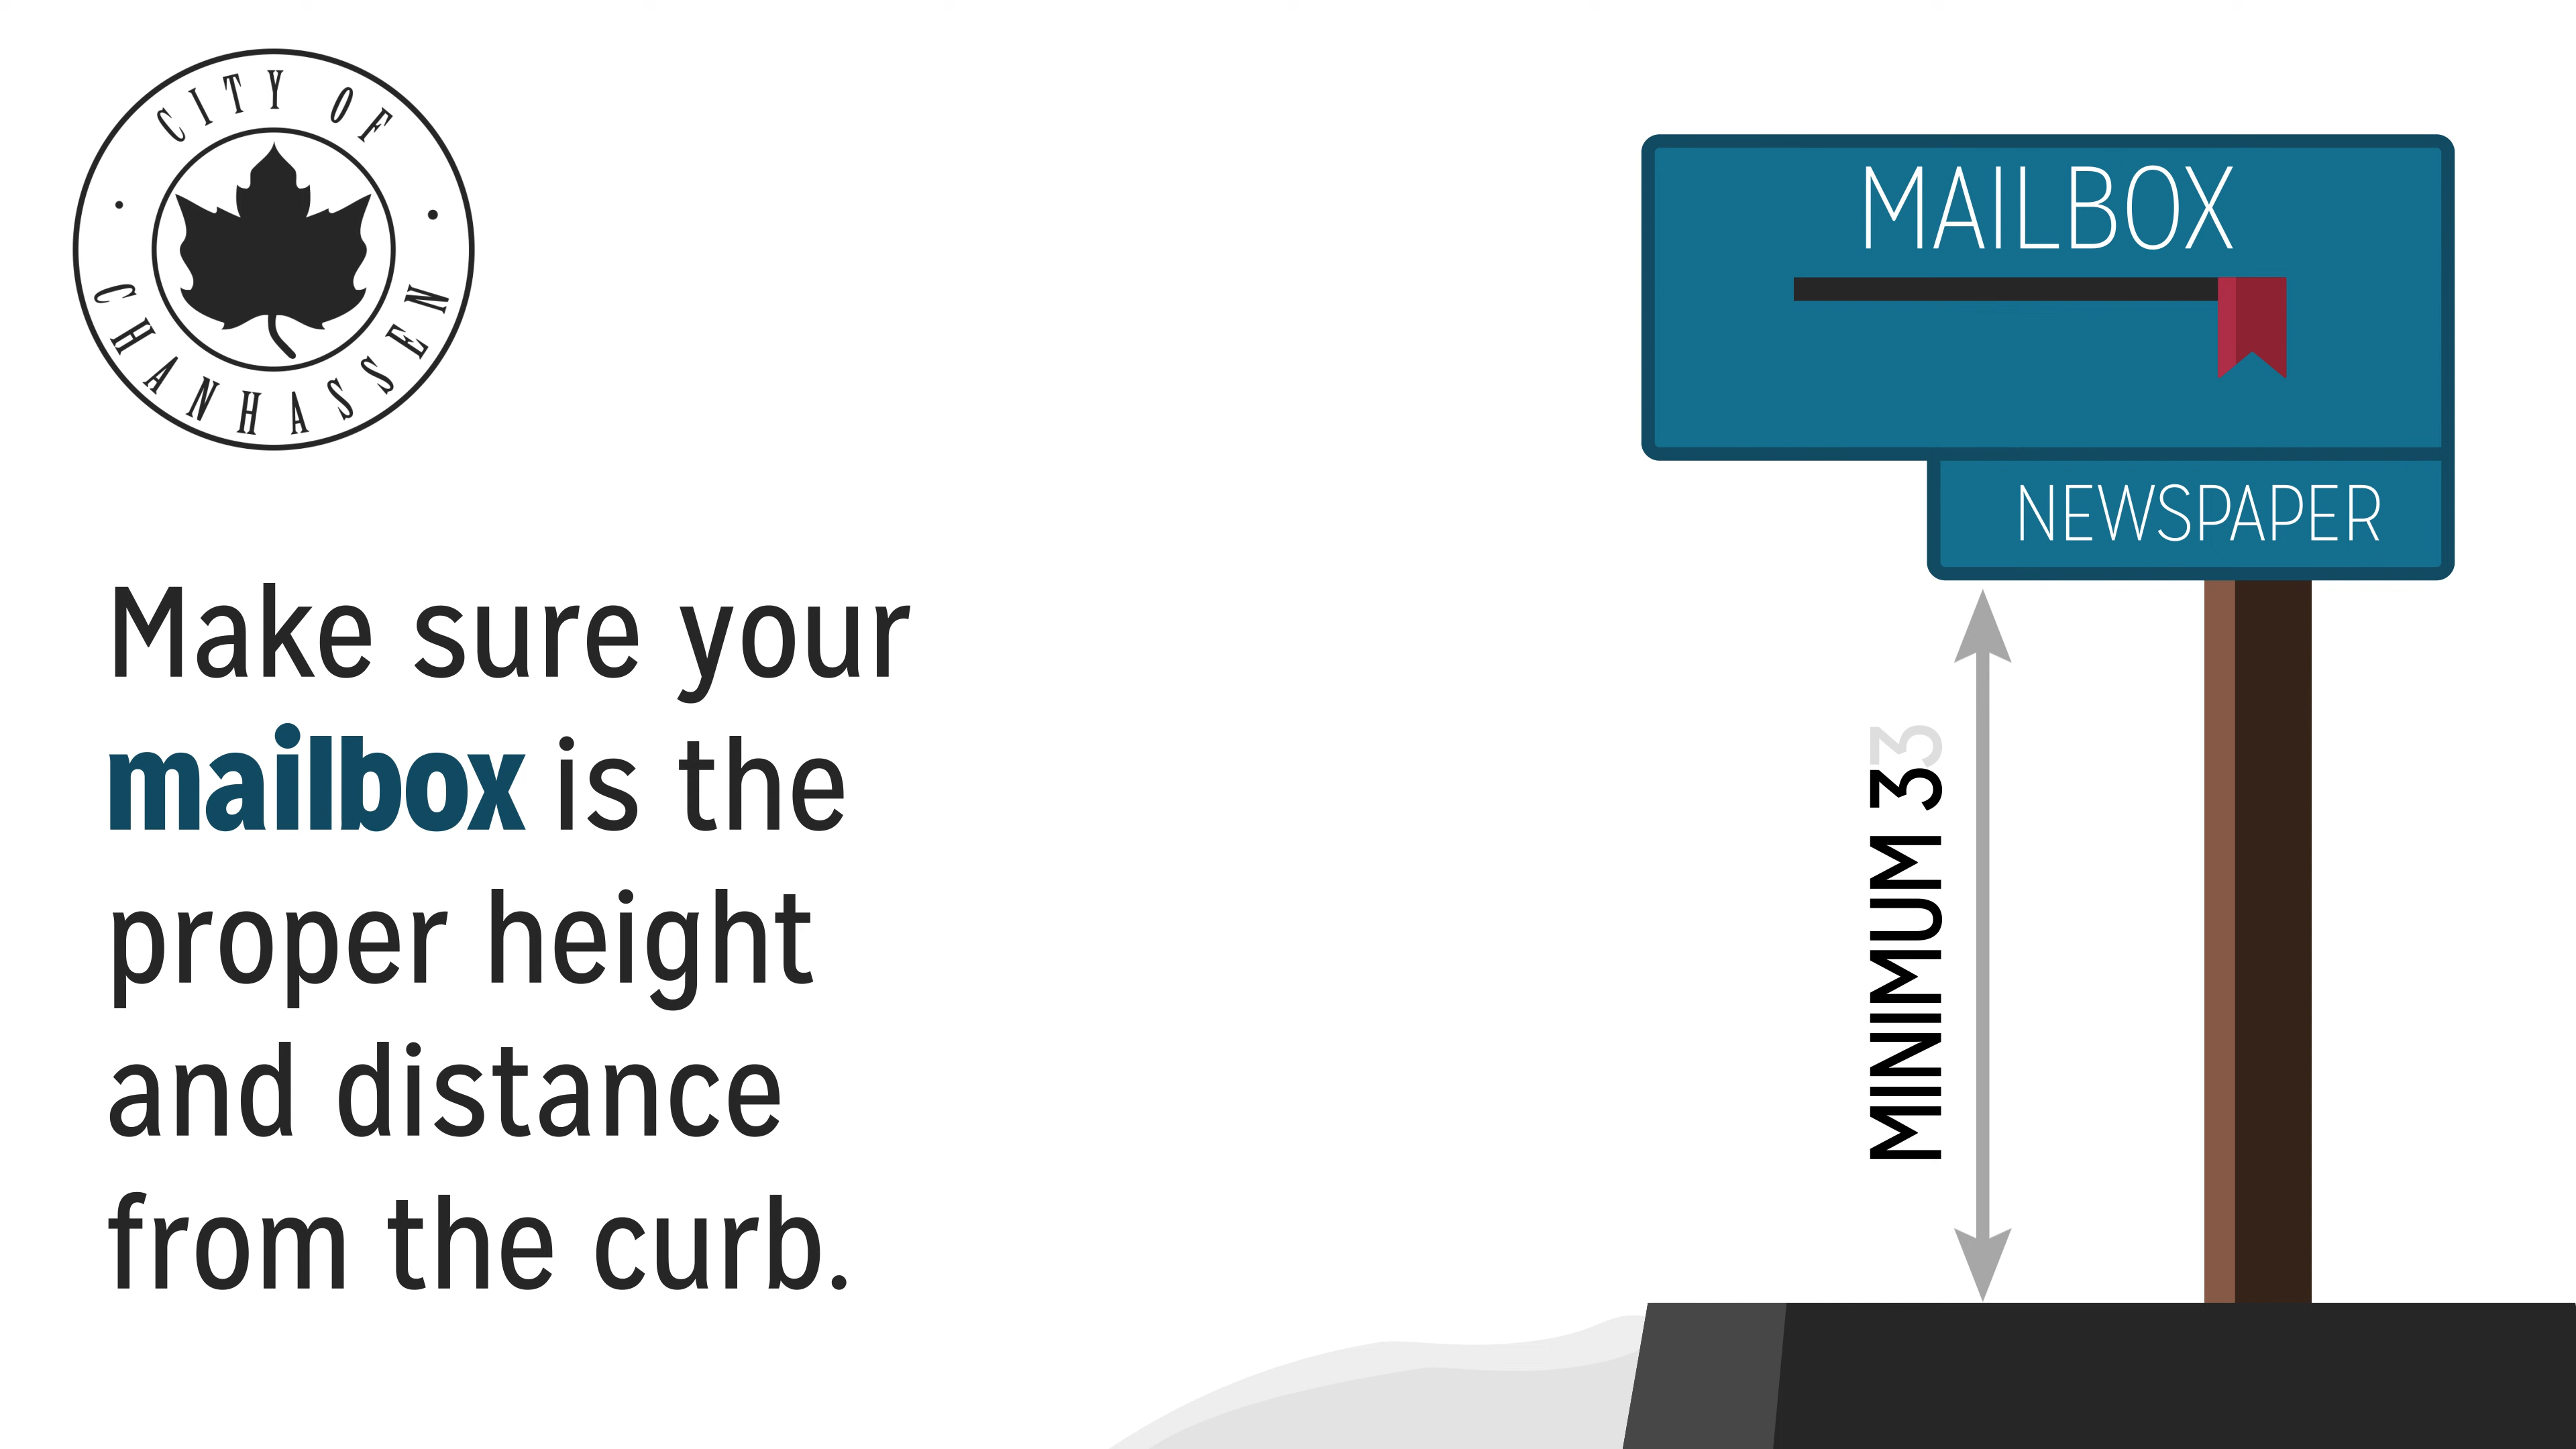 CITY OF
CHANHASSEN
Make sure your
mailbox is the
proper height
and distance
from the curb.
MAILBOX
NEWSPAPER
MINIMUM 33